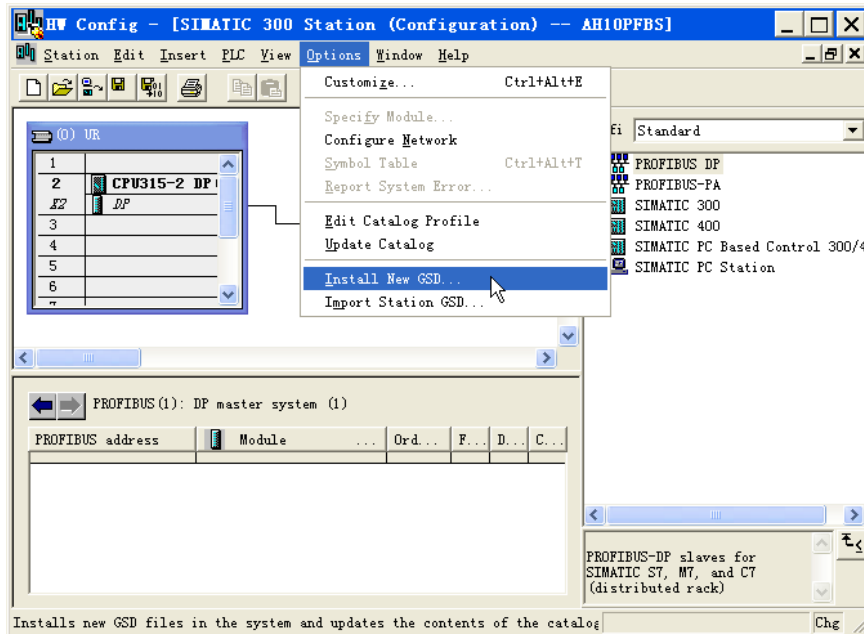 HW Config - [SIMATIC 300 Station (Configuration) -- AH10PFBS]
Station Edit Insert PLC View Options Window Help
Customize... Ctrl+Alt+E
Specify Module...
Configure Network
Symbol Table Ctrl+Alt+T
Report System Error...
Edit Catalog Profile
Update Catalog
Install New GSD...
Import Station GSD...
(0) UR
1
2 CPU315-2 DP
X2 DP
3
4
5
6
7
fi Standard
PROFIBUS DP
PROFIBUS-PA
SIMATIC 300
SIMATIC 400
SIMATIC PC Based Control 300/4
SIMATIC PC Station
PROFIBUS(1): DP master system (1)
PROFIBUS address Module ... Ord... F... D... C...
PROFIBUS-DP slaves for
SIMATIC S7, M7, and C7
(distributed rack)
Installs new GSD files in the system and updates the contents of the catalog Chg